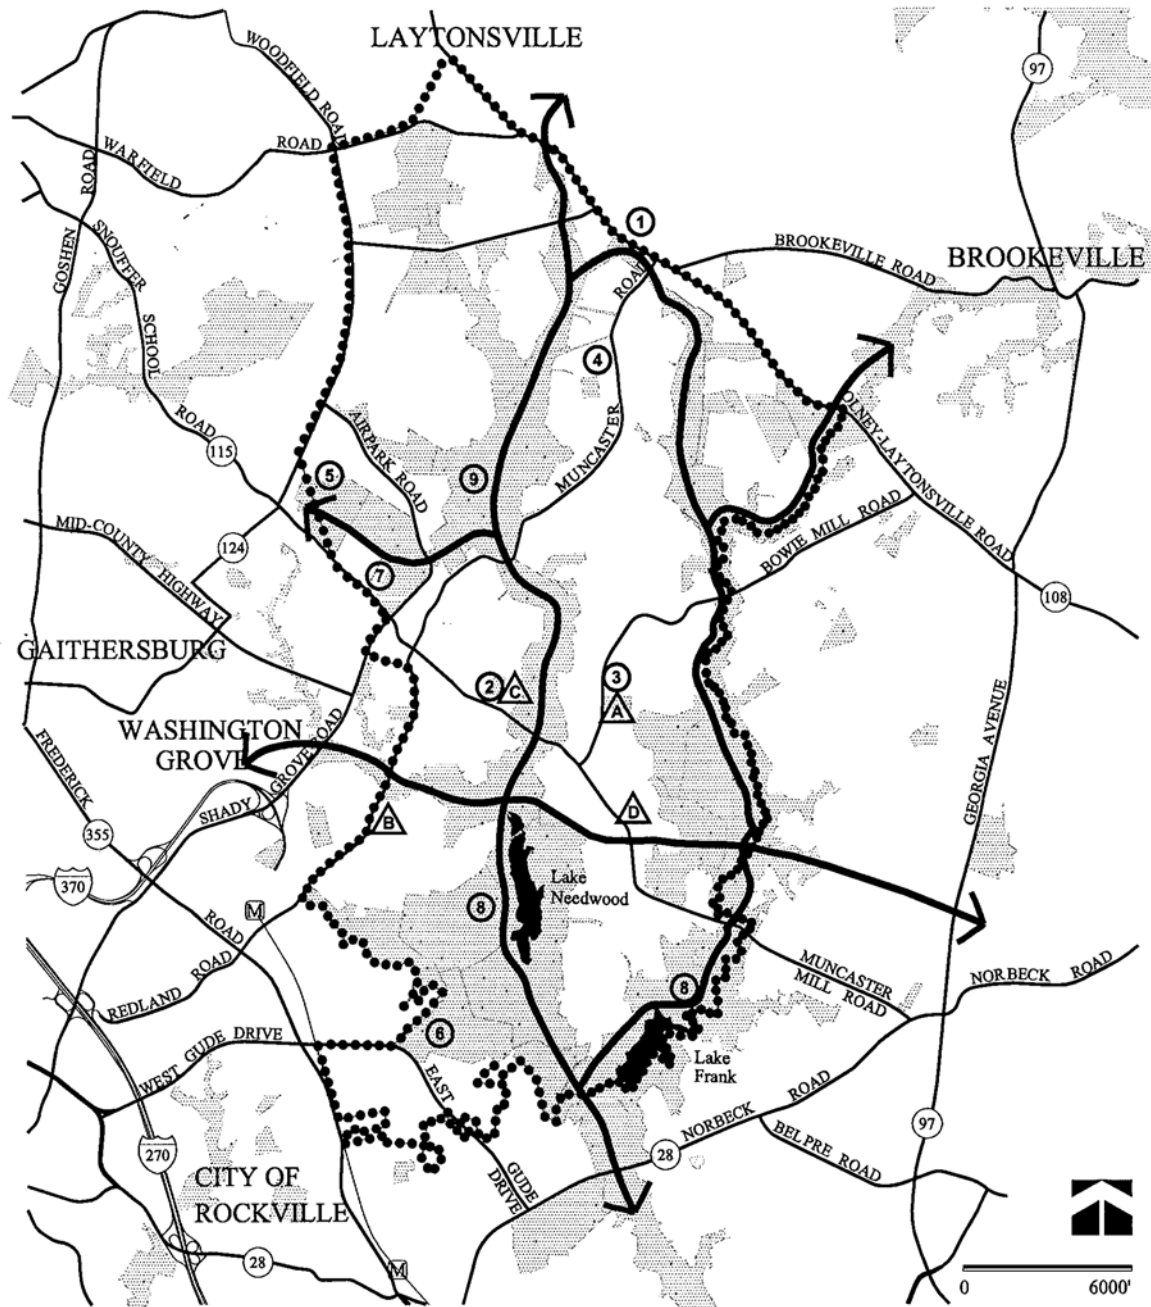 LAYTONSVILLE
97
WOODFIELD ROAD
ROAD
WARFIELD
ROAD
GOSHEN
SNOUFFER
SCHOOL
ROAD
115
1
BROOKEVILLE ROAD
BROOKEVILLE
ROAD
4
MUNCASTER
AIRPARK ROAD
5
9
OLNEY-LAYTONSVILLE ROAD
BOWIE MILL ROAD
108
MID-COUNTY HIGHWAY
124
7
GAITHERSBURG
2
C
3
A
WASHINGTON
GROVE
FREDERICK
355
ROAD
SHADY GROVE ROAD
B
D
GEORGIA AVENUE
370
M
Lake
Needwood
8
REDLAND ROAD
MUNCASTER
MILL ROAD
NORBECK ROAD
8
6
WEST GUDE DRIVE
EAST
GUDE
DRIVE
Lake
Frank
NORBECK ROAD
28
BELPRE ROAD
97
270
CITY OF
ROCKVILLE
28
M
0 6000'